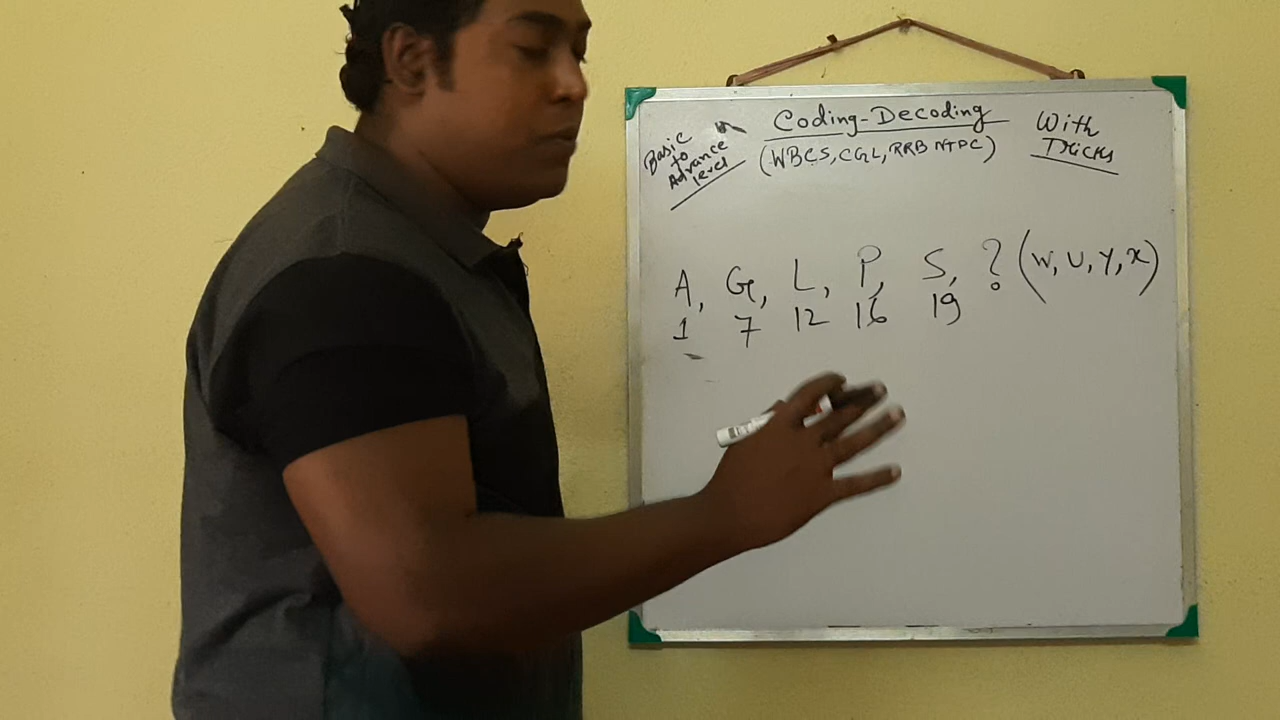 Coding-Decoding
(WBCS, CGL, RRB NTPC)
With
Tricks
Basic
to
Advance
level
A, G, L, P, S, ? (W, U, Y, X)
1 7 12 16 19